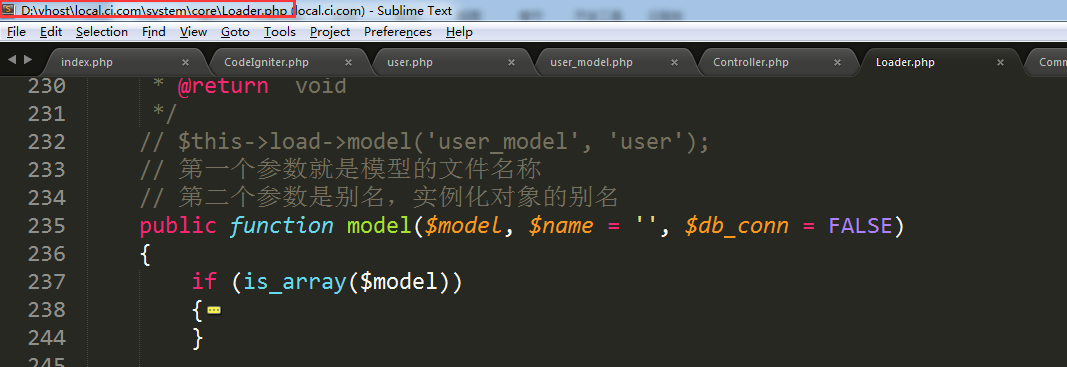 D:\vhost\local.ci.com\system\core\Loader.php (local.ci.com) - Sublime Text
File Edit Selection Find View Goto Tools Project Preferences Help
index.php × CodeIgniter.php × user.php × user_model.php × Controller.php × Loader.php × Comm
230 * @return void
231 */
232 // $this->load->model('user_model', 'user');
233 // 第一个参数就是模型的文件名称
234 // 第二个参数是别名，实例化对象的别名
235 public function model($model, $name = '', $db_conn = FALSE)
236 {
237 if (is_array($model))
238 {
244 }
245